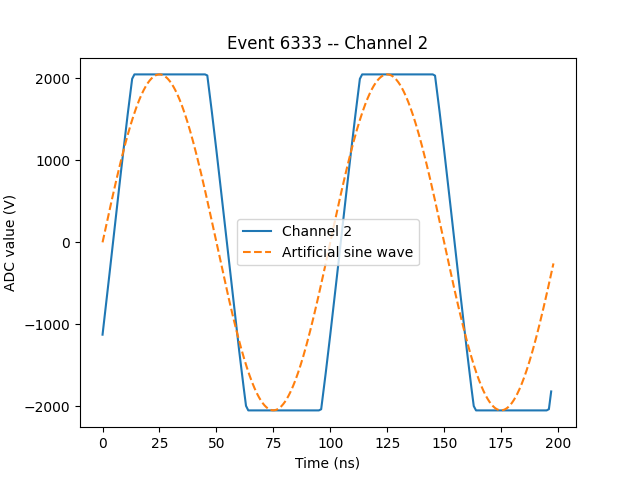 Event 6333 -- Channel 2
ADC value (V)
2000
1000
0
−1000
−2000
Channel 2
Artificial sine wave
0
25
50
75
100
125
150
175
200
Time (ns)